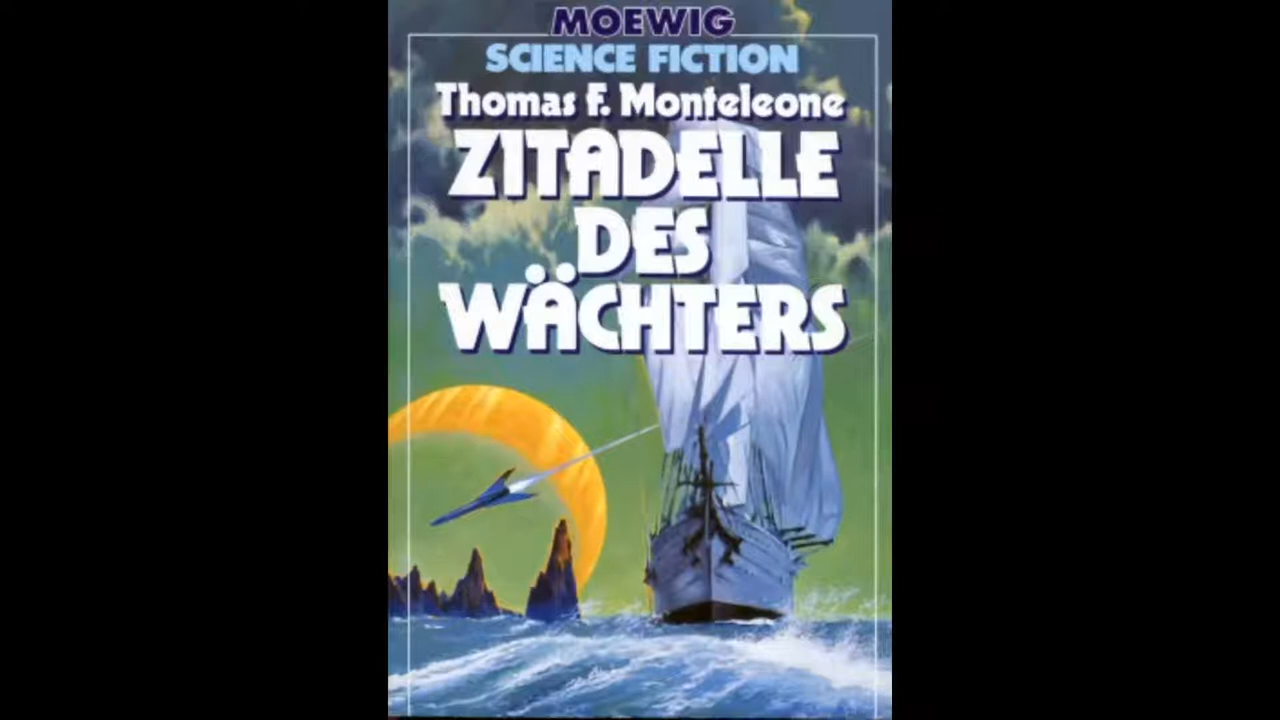 MOEWIG
SCIENCE FICTION
Thomas F. Monteleone
ZITADELLE
DES
WÄCHTERS